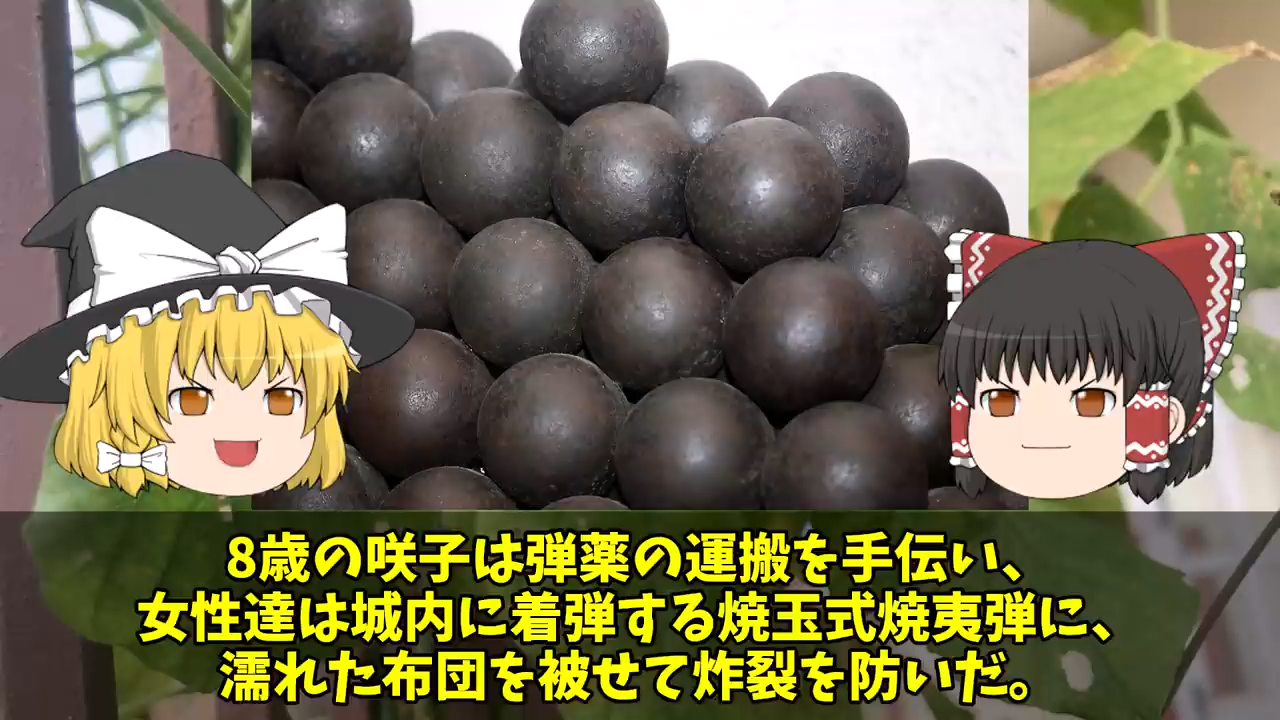 8歳の咲子は弾薬の運搬を手伝い、
女性達は城内に着弾する焼玉式焼夷弾に、
濡れた布団を被せて炸裂を防いだ。